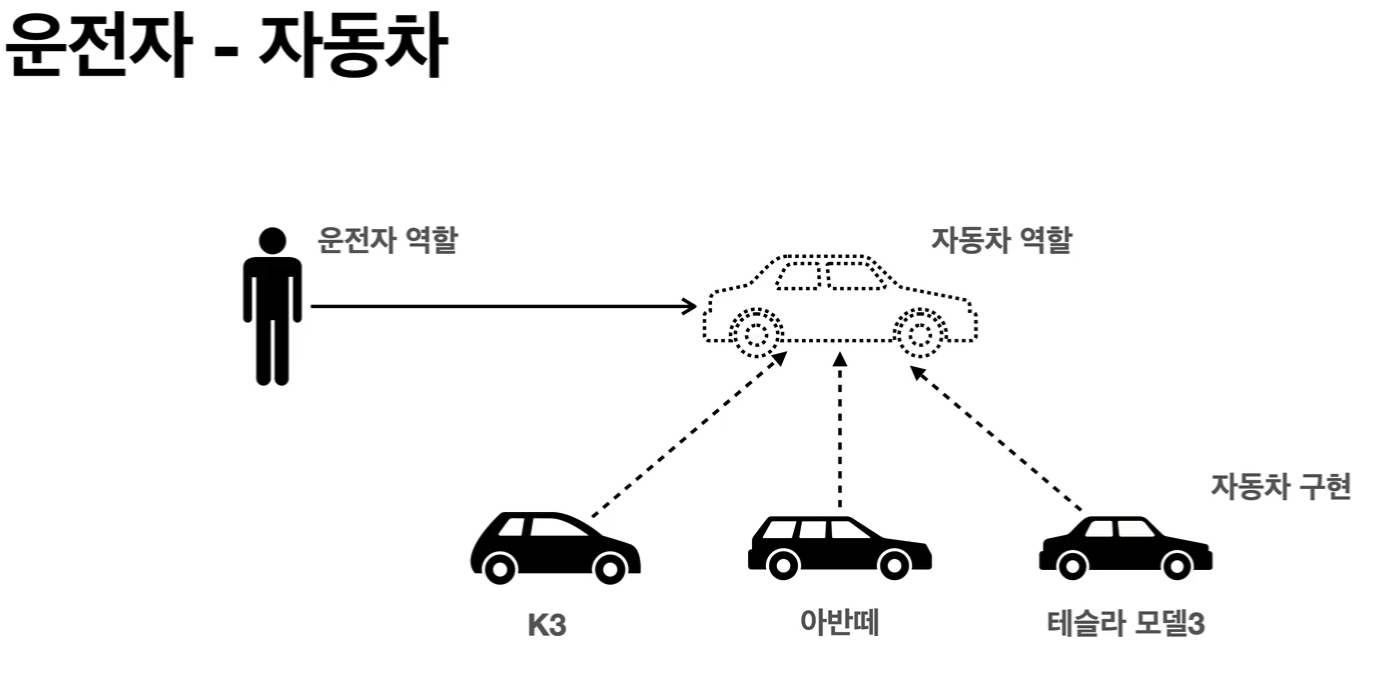 운전자 - 자동차
운전자 역할
자동차 역할
자동차 구현
K3
아반떼
테슬라 모델3